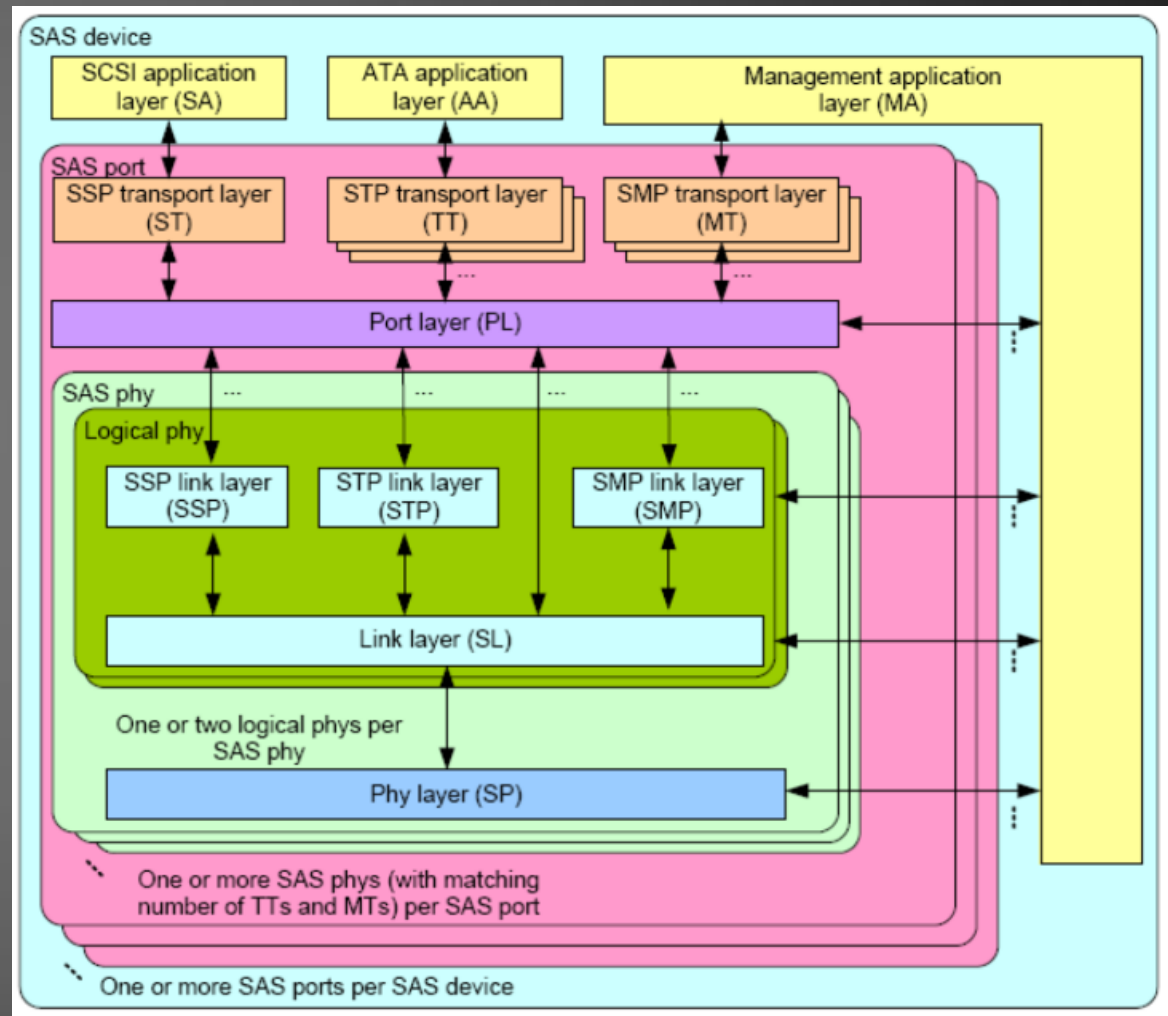 SAS device
SCSI application
layer (SA)
ATA application
layer (AA)
Management application
layer (MA)
SAS port
SSP transport layer
(ST)
STP transport layer
(TT)
SMP transport layer
(MT)
...
...
Port layer (PL)
SAS phy
...
...
...
...
Logical phy
SSP link layer
(SSP)
STP link layer
(STP)
SMP link layer
(SMP)
Link layer (SL)
One or two logical phys per
SAS phy
Phy layer (SP)
One or more SAS phys (with matching
number of TTs and MTs) per SAS port
One or more SAS ports per SAS device